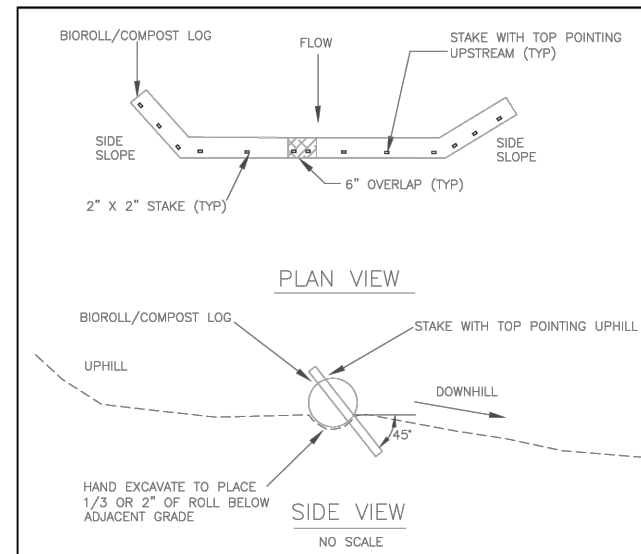 BIOROLL/COMPOST LOG
FLOW
STAKE WITH TOP POINTING
UPSTREAM (TYP)
SIDE
SLOPE
SIDE
SLOPE
6" OVERLAP (TYP)
2" X 2" STAKE (TYP)
PLAN VIEW
BIOROLL/COMPOST LOG
STAKE WITH TOP POINTING UPHILL
UPHILL
DOWNHILL
45°
HAND EXCAVATE TO PLACE
1/3 OR 2" OF ROLL BELOW
ADJACENT GRADE
SIDE VIEW
NO SCALE